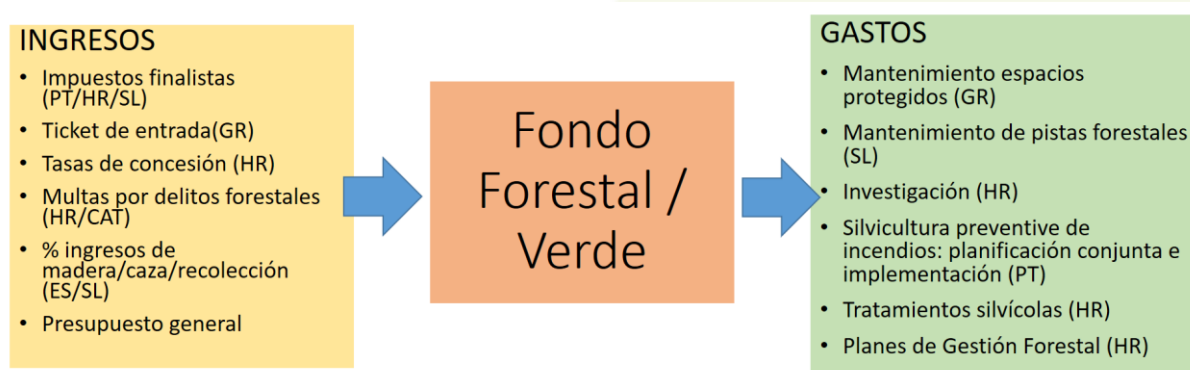 INGRESOS
• Impuestos finalistas
(PT/HR/SL)
• Ticket de entrada(GR)
• Tasas de concesión (HR)
• Multas por delitos forestales
(HR/CAT)
• % ingresos de
madera/caza/recolección
(ES/SL)
• Presupuesto general
Fondo
Forestal /
Verde
GASTOS
• Mantenimiento espacios
protegidos (GR)
• Mantenimiento de pistas forestales
(SL)
• Investigación (HR)
• Silvicultura preventive de
incendios: planificación conjunta e
implementación (PT)
• Tratamientos silvícolas (HR)
• Planes de Gestión Forestal (HR)